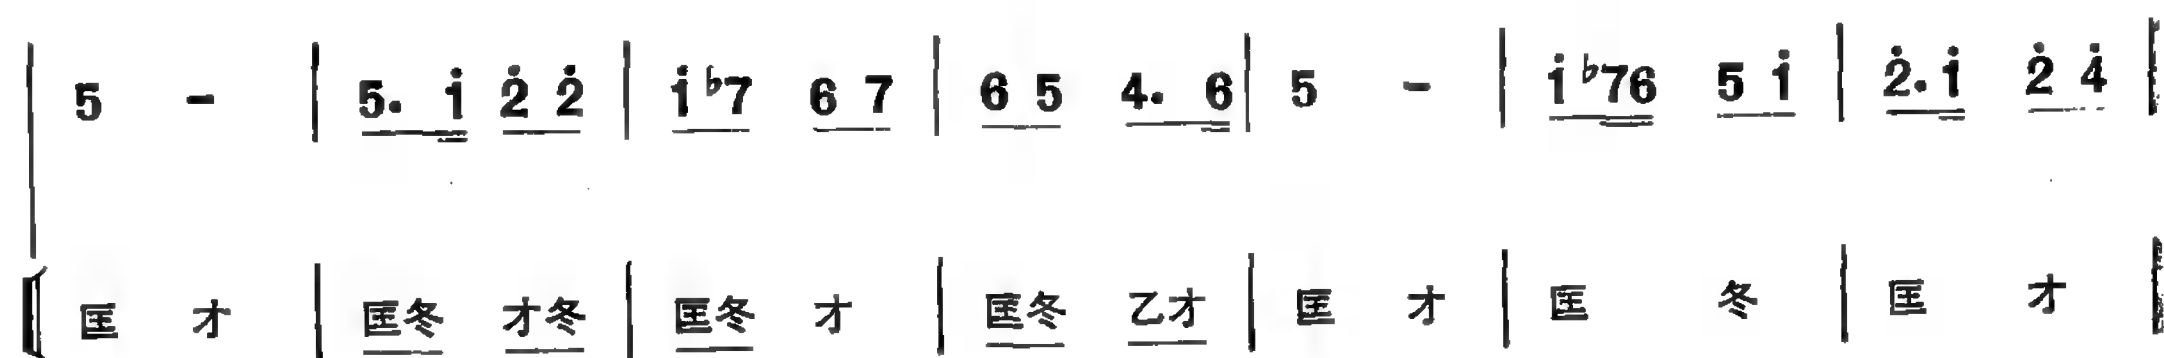 5 - | 5. i̇ 2̇ 2̇ | i̇ ♭7 6 7 | 6 5 4. 6 | 5 - | i̇ ♭76 5 i̇ | 2̇. i̇ 2̇ 4̇ |
匡 才 | 匡冬 才冬 | 匡冬 才 | 匡冬 乙才 | 匡 才 | 匡 冬 | 匡 才 |